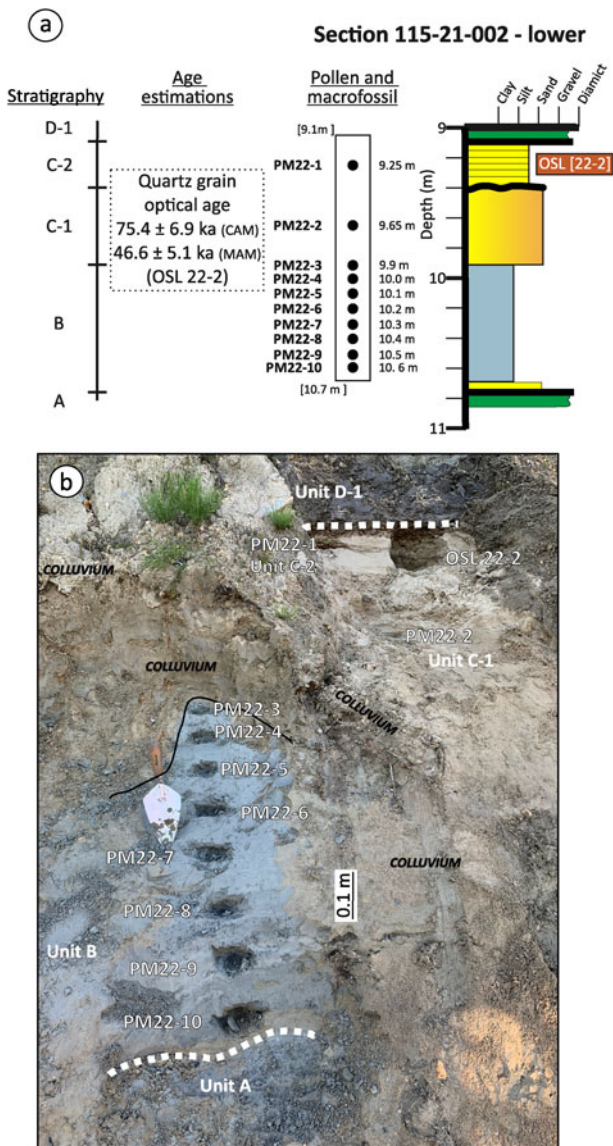 a
Section 115-21-002 - lower
Stratigraphy
Age
estimations
Pollen and
macrofossil
Clay
Silt
Sand
Gravel
Diamict
D-1
C-2
C-1
B
A
Quartz grain
optical age
75.4 ± 6.9 ka (CAM)
46.6 ± 5.1 ka (MAM)
(OSL 22-2)
[9.1m]
PM22-1 9.25 m
PM22-2 9.65 m
PM22-3 9.9 m
PM22-4 10.0 m
PM22-5 10.1 m
PM22-6 10.2 m
PM22-7 10.3 m
PM22-8 10.4 m
PM22-9 10.5 m
PM22-10 10. 6 m
[10.7 m]
Depth (m)
9
10
11
OSL [22-2]
b
Unit D-1
PM22-1
Unit C-2
OSL 22-2
COLLUVIUM
PM22-2
Unit C-1
COLLUVIUM
COLLUVIUM
PM22-3
PM22-4
PM22-5
PM22-6
PM22-7
COLLUVIUM
0.1 m
PM22-8
Unit B
PM22-9
PM22-10
Unit A